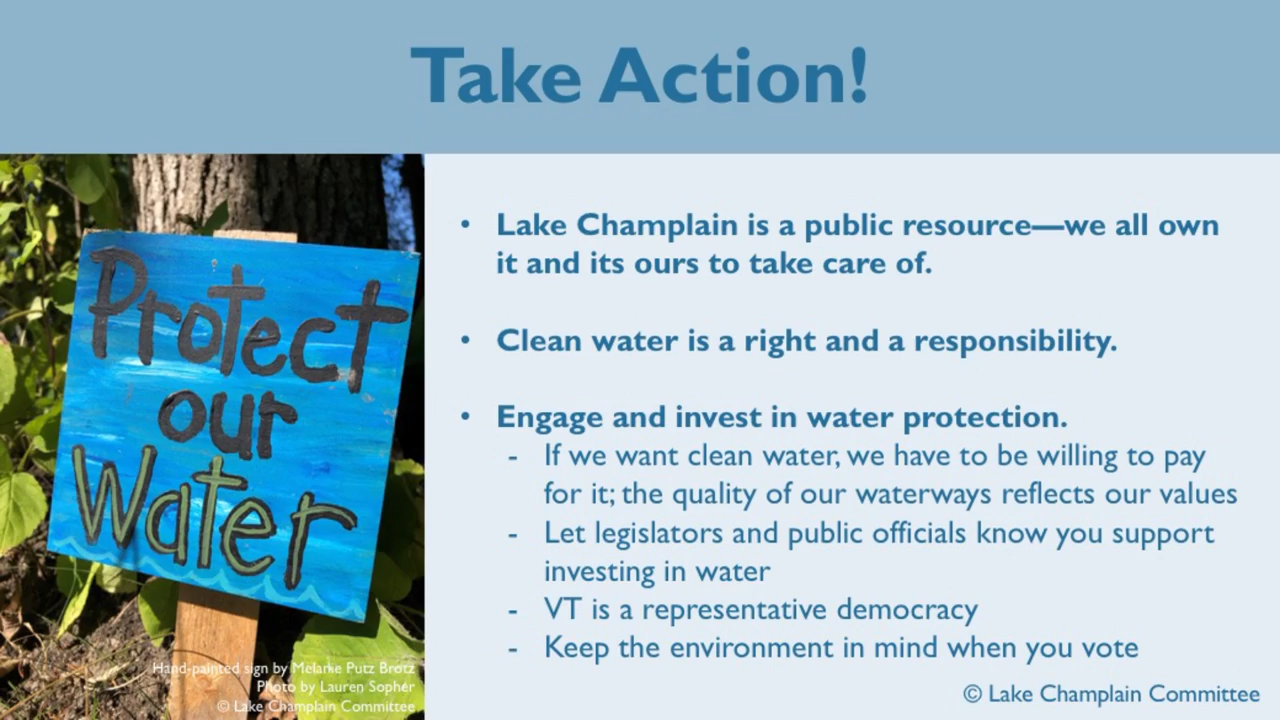 Take Action!
Protect
our
Water
Hand-painted sign by Melanie Putz Brotz
Photo by Lauren Sopher
© Lake Champlain Committee
• Lake Champlain is a public resource—we all own
it and its ours to take care of.
• Clean water is a right and a responsibility.
• Engage and invest in water protection.
- If we want clean water, we have to be willing to pay
for it; the quality of our waterways reflects our values
- Let legislators and public officials know you support
investing in water
- VT is a representative democracy
- Keep the environment in mind when you vote
© Lake Champlain Committee